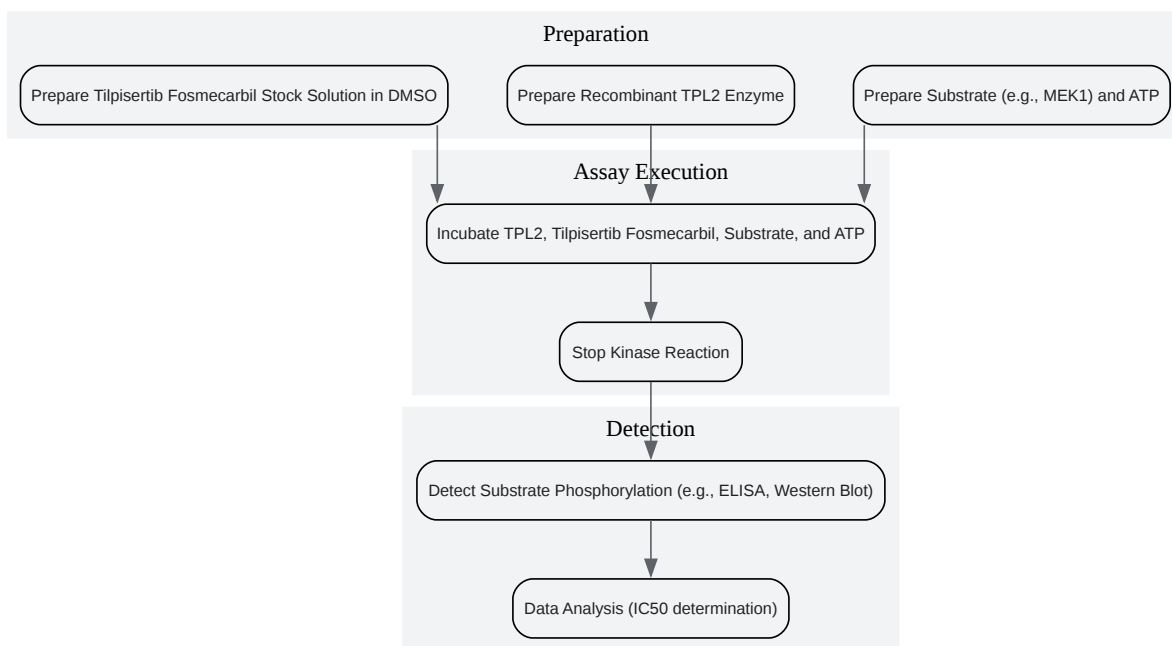 Preparation
Prepare Tilpisertib Fosmecarbil Stock Solution in DMSO
Prepare Recombinant TPL2 Enzyme
Prepare Substrate (e.g., MEK1) and ATP
Assay Execution
Incubate TPL2, Tilpisertib Fosmecarbil, Substrate, and ATP
Stop Kinase Reaction
Detection
Detect Substrate Phosphorylation (e.g., ELISA, Western Blot)
Data Analysis (IC50 determination)